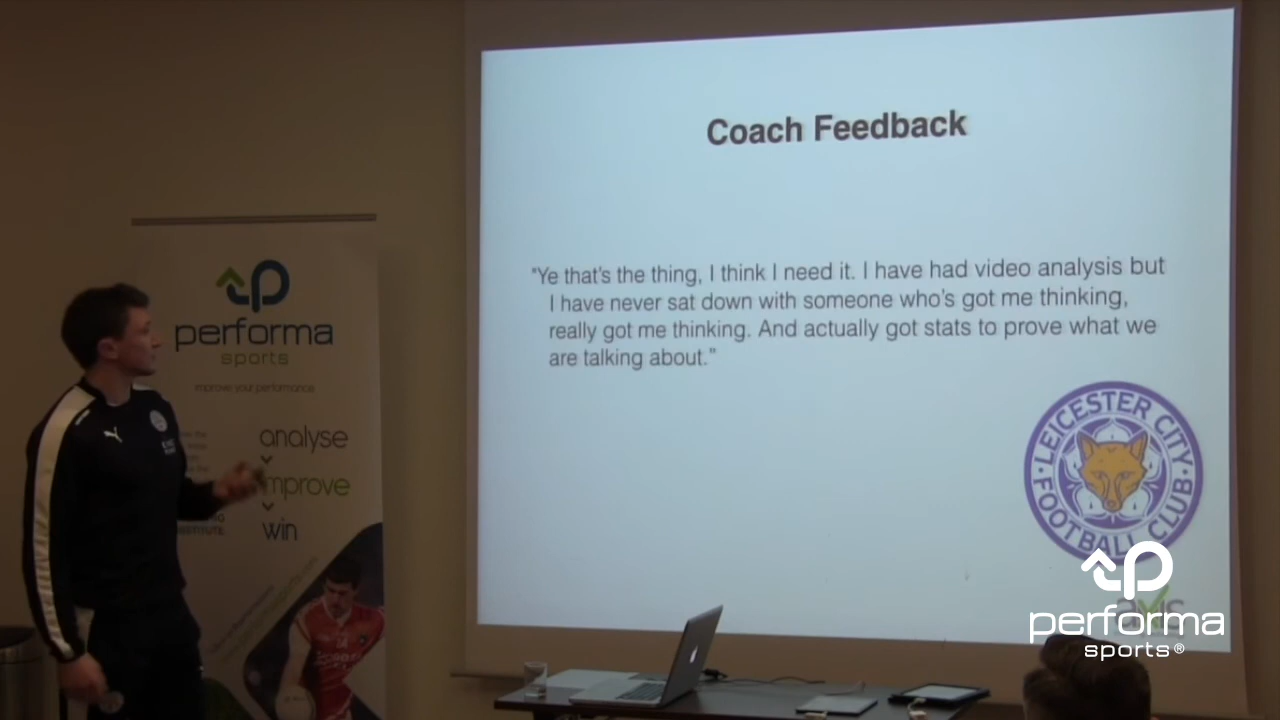 Coach Feedback
"Ye that's the thing, I think I need it. I have had video analysis but
I have never sat down with someone who's got me thinking,
really got me thinking. And actually got stats to prove what we
are talking about."
LEICESTER CITY
FOOTBALL CLUB
performa
sports
improve your performance
analyse
improve
win
performa
sports®